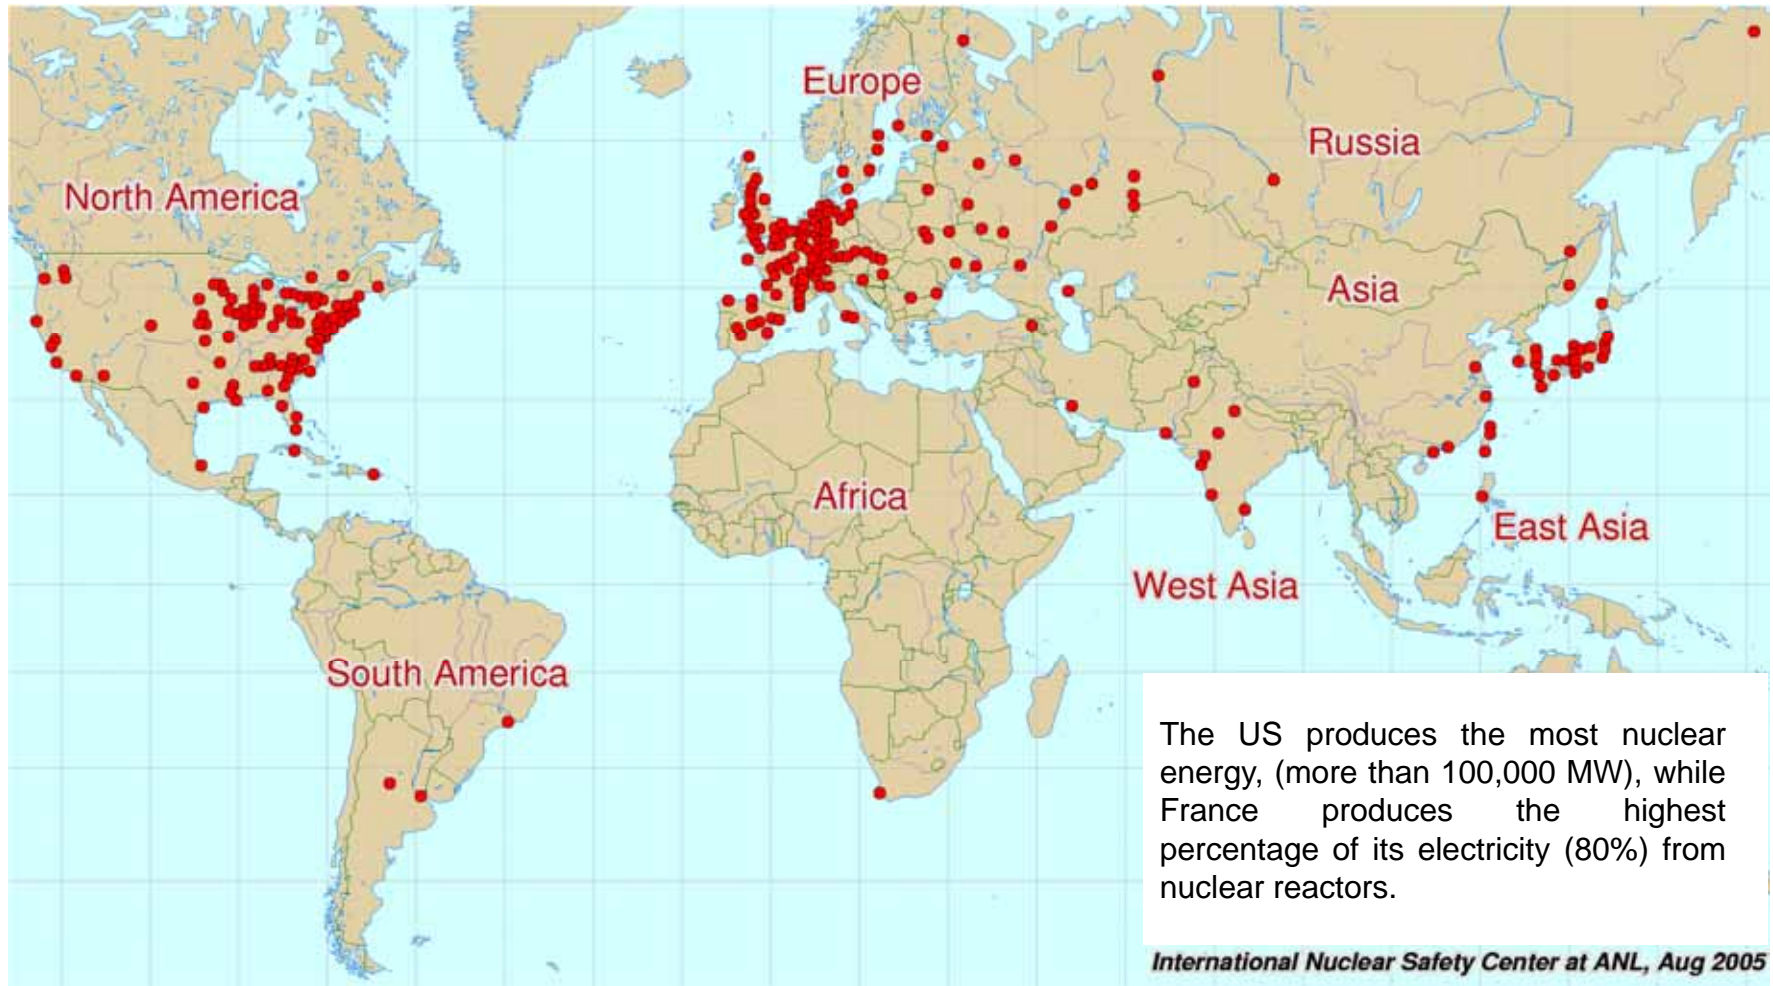 Europe
Russia
North America
Asia
Africa
East Asia
West Asia
South America
The US produces the most nuclear
energy, (more than 100,000 MW), while
France produces the highest
percentage of its electricity (80%) from
nuclear reactors.
International Nuclear Safety Center at ANL, Aug 2005